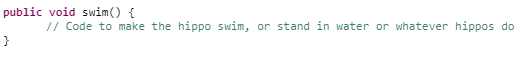 public void swim() {
// Code to make the hippo swim, or stand in water or whatever hippos do
}